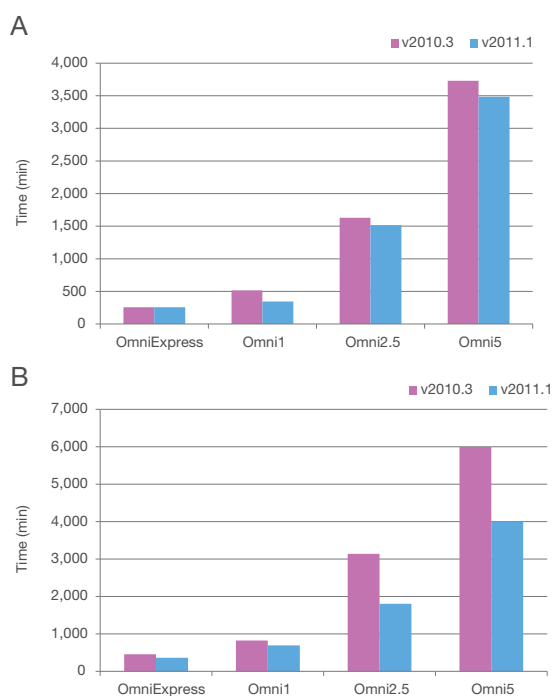 A
v2010.3 v2011.1
4,000
3,500
3,000
2,500
2,000
1,500
1,000
500
0
Time (min)
OmniExpress Omni1 Omni2.5 Omni5
B
v2010.3 v2011.1
7,000
6,000
5,000
4,000
3,000
2,000
1,000
0
Time (min)
OmniExpress Omni1 Omni2.5 Omni5